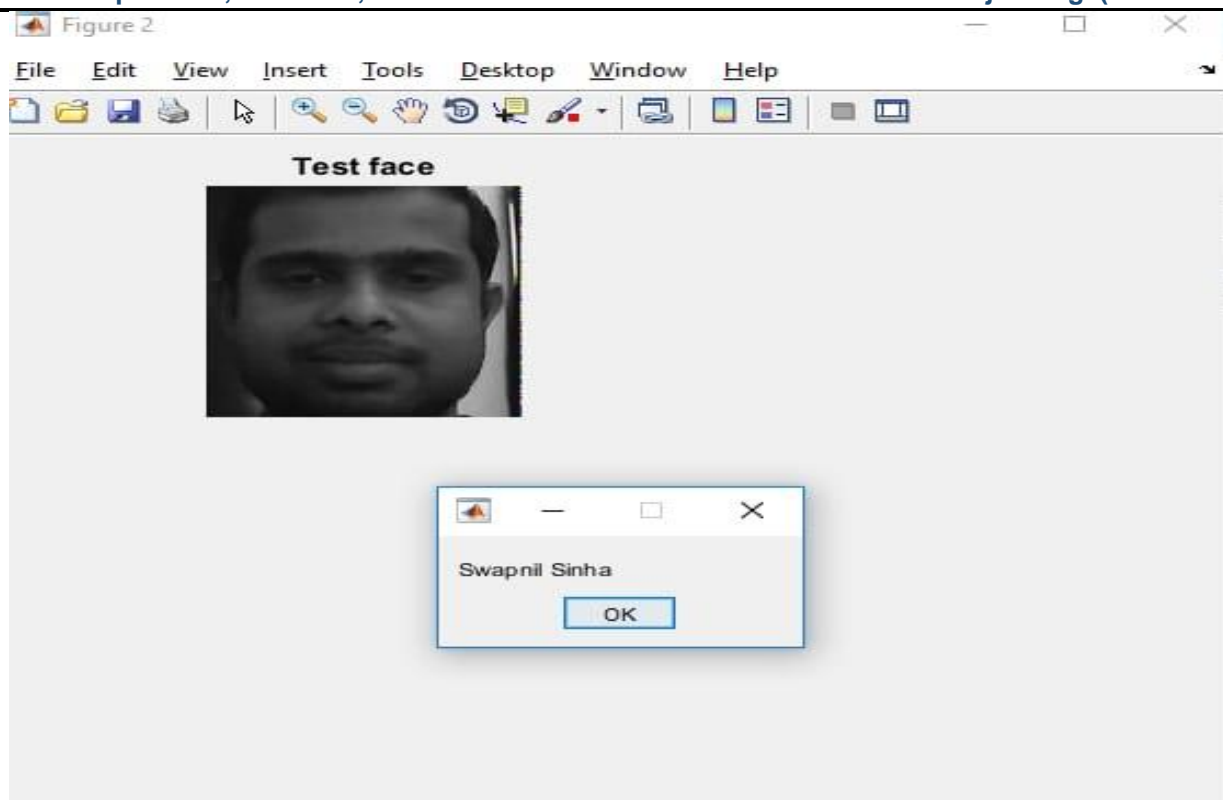 Figure 2
File Edit View Insert Tools Desktop Window Help
Test face
Swapnil Sinha
OK